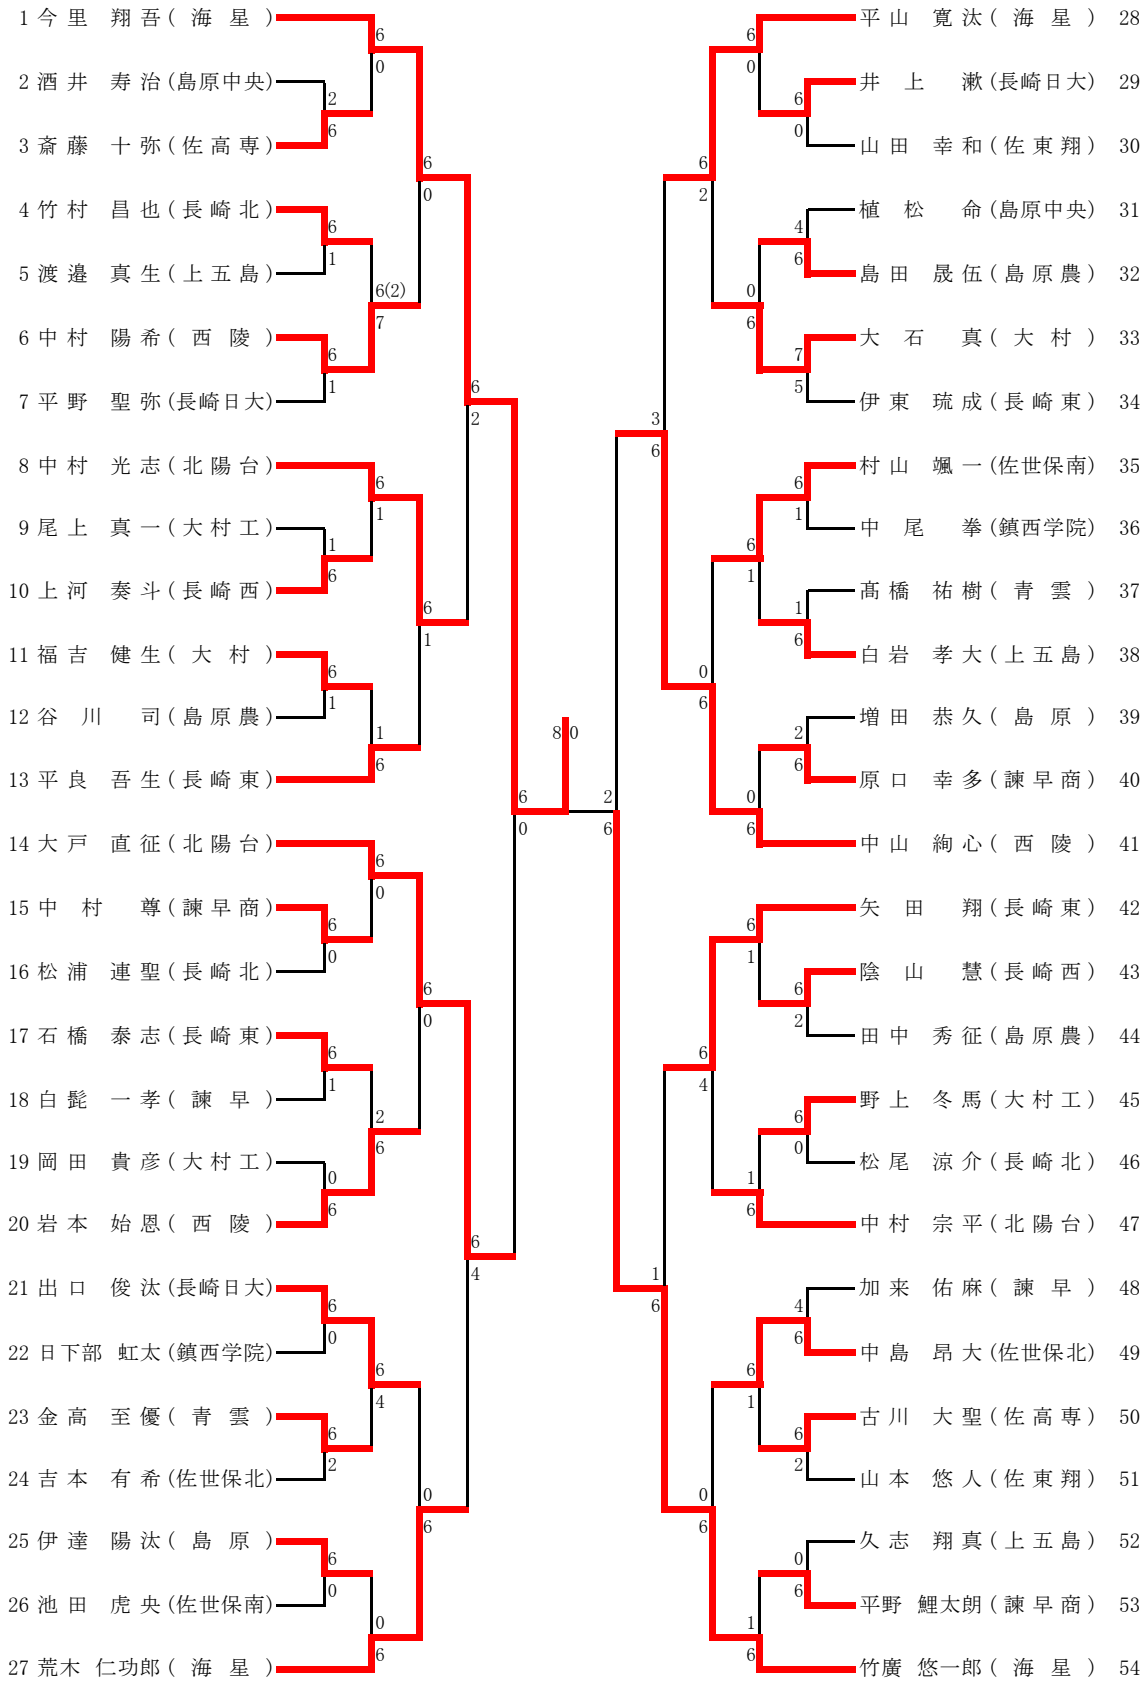 1 今里 翔吾 (海星)
2 酒井 寿治 (島原中央)
3 斎藤 十弥 (佐高専)
4 竹村 昌也 (長崎北)
5 渡邉 真生 (上五島)
6 中村 陽希 (西陵)
7 平野 聖弥 (長崎日大)
8 中村 光志 (北陽台)
9 尾上 真一 (大村工)
10 上河 奏斗 (長崎西)
11 福吉 健生 (大村)
12 谷川 司 (島原農)
13 平良 吾生 (長崎東)
14 大戸 直征 (北陽台)
15 中村 尊 (諫早商)
16 松浦 連聖 (長崎北)
17 石橋 泰志 (長崎東)
18 白髭 一孝 (諫早)
19 岡田 貴彦 (大村工)
20 岩本 始恩 (西陵)
21 出口 俊汰 (長崎日大)
22 日下部 虹太 (鎮西学院)
23 金高 至優 (青雲)
24 吉本 有希 (佐世保北)
25 伊達 陽汰 (島原)
26 池田 虎央 (佐世保南)
27 荒木 仁功郎 (海星)
2
6
6
1
6
1
1
6
6
1
6
0
6
1
0
6
6
0
6
2
6
0
6
0
6(2)
7
6
1
1
6
6
0
2
6
6
4
0
6
6
0
6
1
6
0
0
6
6
2
6
4
6
0
8 0
2
6
3
6
1
6
6
2
0
6
6
4
0
6
6
0
0
6
6
1
0
6
6
1
1
6
6
1
1
6
6
0
4
6
7
5
6
1
1
6
2
6
6
2
6
0
4
6
6
2
0
6
平山 寛汰 (海星) 28
井上 漱 (長崎日大) 29
山田 幸和 (佐東翔) 30
植松 命 (島原中央) 31
島田 晟伍 (島原農) 32
大石 真 (大村) 33
伊東 琉成 (長崎東) 34
村山 颯一 (佐世保南) 35
中尾 拳 (鎮西学院) 36
髙橋 祐樹 (青雲) 37
白岩 孝大 (上五島) 38
増田 恭久 (島原) 39
原口 幸多 (諫早商) 40
中山 絢心 (西陵) 41
矢田 翔 (長崎東) 42
陰山 慧 (長崎西) 43
田中 秀征 (島原農) 44
野上 冬馬 (大村工) 45
松尾 涼介 (長崎北) 46
中村 宗平 (北陽台) 47
加来 佑麻 (諫早) 48
中島 昂大 (佐世保北) 49
古川 大聖 (佐高専) 50
山本 悠人 (佐東翔) 51
久志 翔真 (上五島) 52
平野 鯉太朗 (諫早商) 53
竹廣 悠一郎 (海星) 54